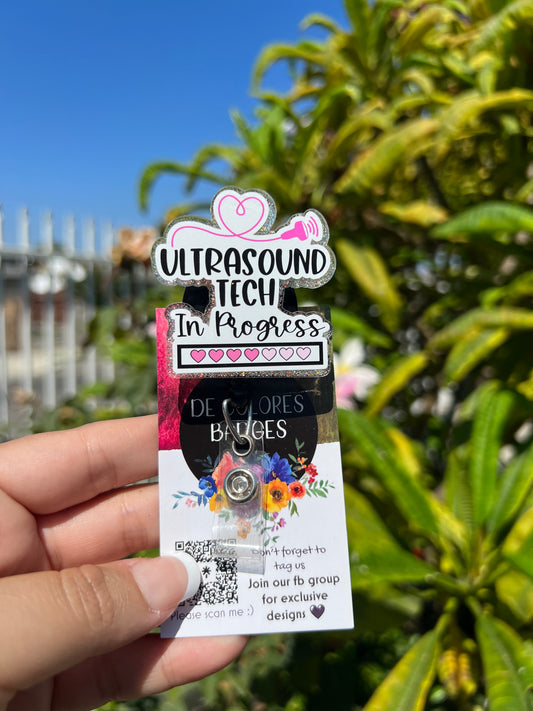 ULTRASOUND
TECH
In Progress
DE COLORES
BADGES
Don't forget to
tag us
Join our fb group
for exclusive
designs
Please scan me :)